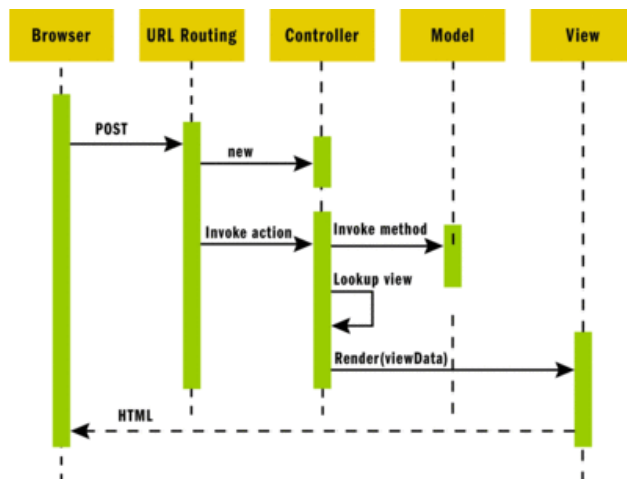 Browser
URL Routing
Controller
Model
View
POST
new
Invoke action
Invoke method
Lookup view
Render(viewData)
HTML